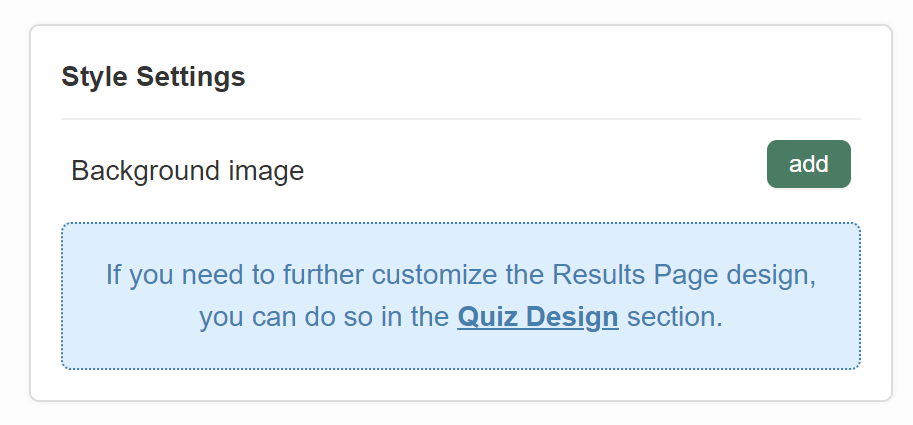 Style Settings
Background image
add
If you need to further customize the Results Page design,
you can do so in the Quiz Design section.